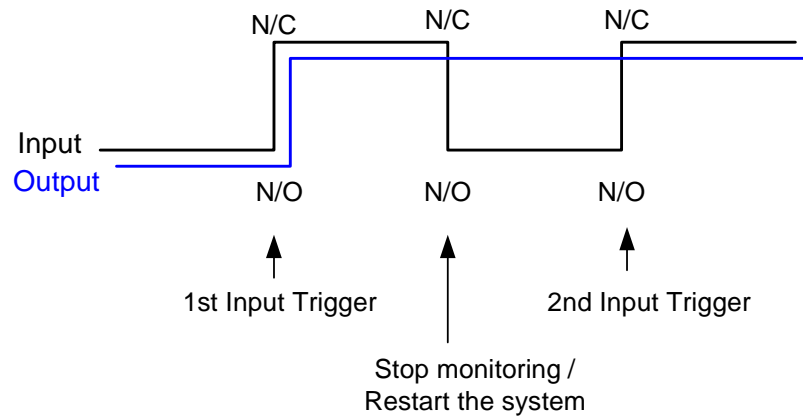 N/C N/C N/C
Input
Output
N/O N/O N/O
1st Input Trigger 2nd Input Trigger
Stop monitoring /
Restart the system